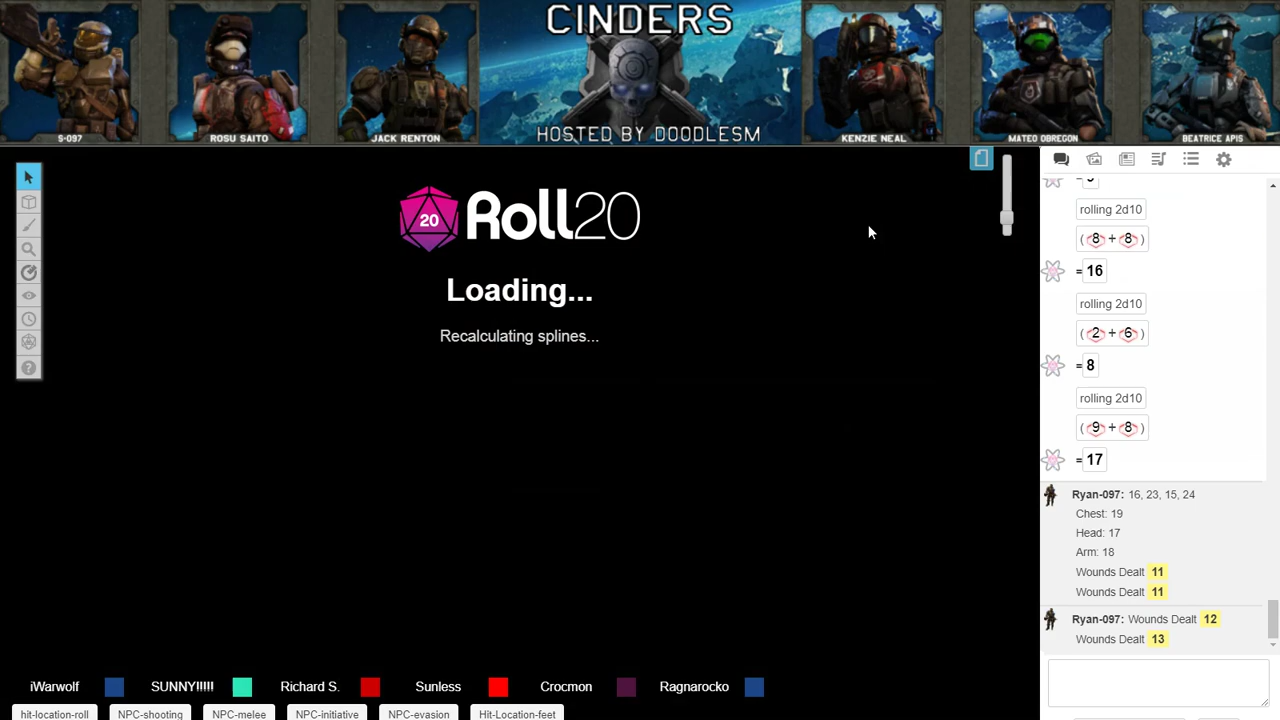 CINDERS
HOSTED BY DOODLESM
S-097
ROSU SAITO
JACK RENTON
KENZIE NEAL
MATEO OBREGON
BEATRICE APIS
20 Roll20
Loading...
Recalculating splines...
rolling 2d10
(8+8)
=16
rolling 2d10
(2+6)
=8
rolling 2d10
(9+8)
=17
Ryan-097: 16, 23, 15, 24
Chest: 19
Head: 17
Arm: 18
Wounds Dealt 11
Wounds Dealt 11
Ryan-097: Wounds Dealt 12
Wounds Dealt 13
iWarwolf SUNNY!!!!! Richard S. Sunless Crocmon Ragnarocko
hit-location-roll NPC-shooting NPC-melee NPC-initiative NPC-evasion Hit-Location-feet